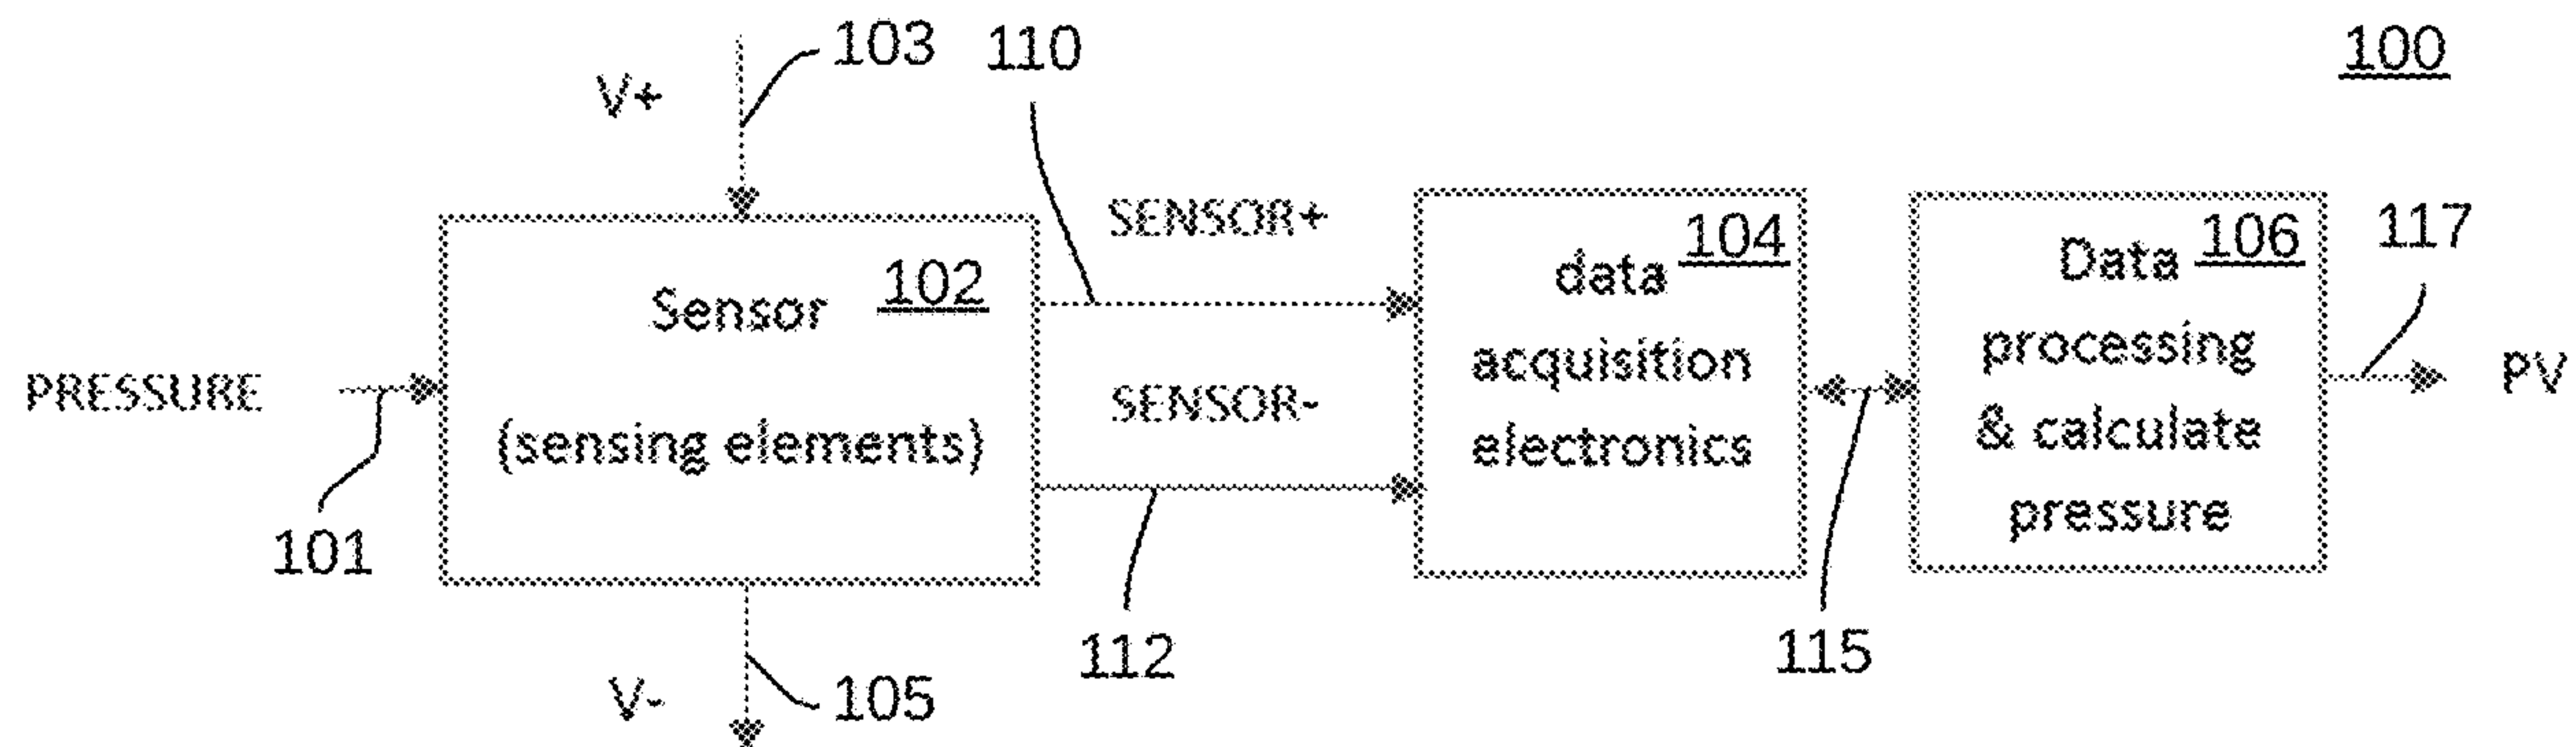 103
110
100
V+
SENSOR+
117
Sensor 102
(sensing elements)
data 104
acquisition
electronics
Data 106
processing
& calculate
pressure
PRESSURE
SENSOR-
PV
101
112
115
V-
105